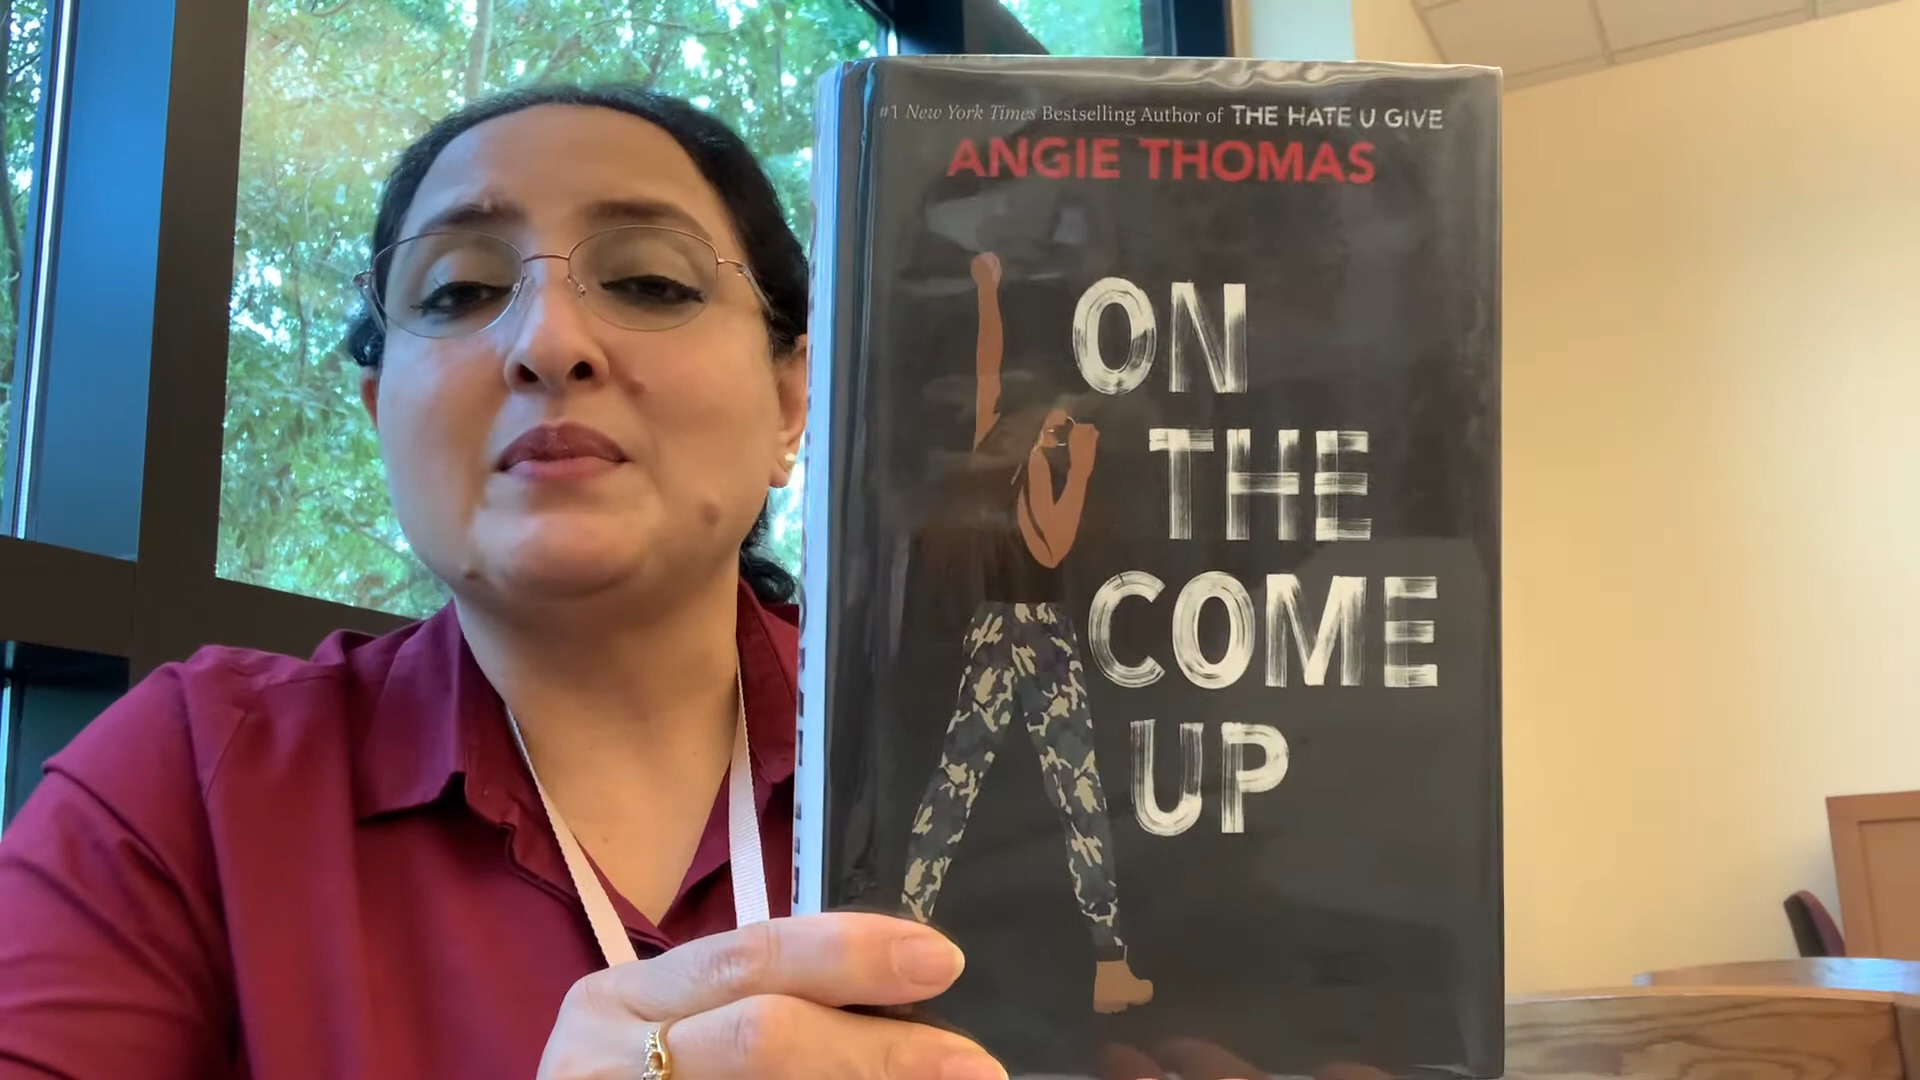 #1 New York Times Bestselling Author of THE HATE U GIVE
ANGIE THOMAS
ON
THE
COME
UP